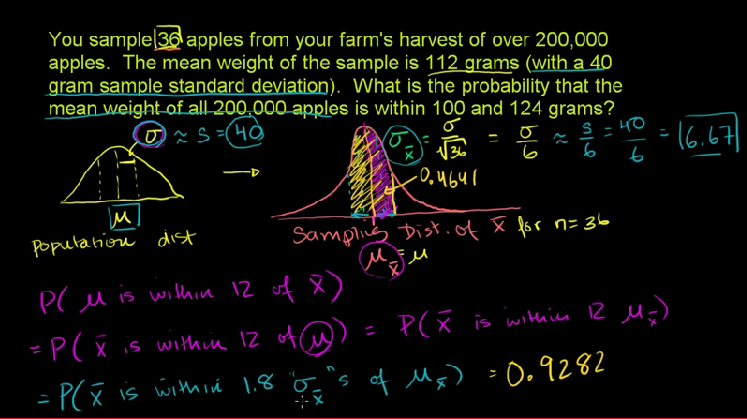 You sample 36 apples from your farm's harvest of over 200,000
apples. The mean weight of the sample is 112 grams (with a 40
gram sample standard deviation). What is the probability that the
mean weight of all 200,000 apples is within 100 and 124 grams?
σ ≈ s = 40
σx̄ = σ/√36 = σ/6 ≈ s/6 = 40/6 = 6.67
0.4641
μ
population dist
Sampling Dist. of x̄ for n=36
μx̄ = μ
P( μ is within 12 of x̄ )
= P( x̄ is within 12 of μ ) = P( x̄ is within 12 μx̄ )
= P( x̄ is within 1.8 "σx̄"s of μx̄ ) = 0.9282